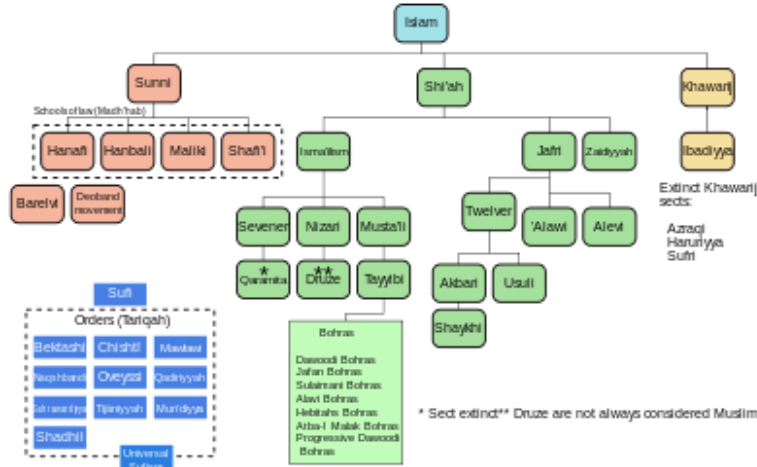 Islam
Sunni
Shi'ah
Khawarij
Schools of law (Madh'hab)
Hanafi
Hanbali
Maliki
Shafi'i
Ismailism
Jafri
Zaidiyyah
Ibadiyya
Barelvi
Deoband
movement
Extinct Khawarij
sects:
Azraqi
Haruriyya
Sufri
Sevener
Nizari
Musta'li
Twelver
'Alawi
Alevi
*
Qaramita
**
Druze
Tayyibi
Akbari
Usuli
Shaykhi
Sufi
Orders (Tariqah)
Bektashi
Chishti
Mawlawi
Naqshbandi
Oveyssi
Qadiriyyah
Tijaniyyah
Muridiyya
Shadhil
Universal
Sufism
Bohras
Dawoodi Bohras
Jafari Bohras
Sulaimani Bohras
Alavi Bohras
Hebtiahs Bohras
Atba-I Malak Bohras
Progressive Dawoodi
Bohras
* Sect extinct** Druze are not always considered Muslim